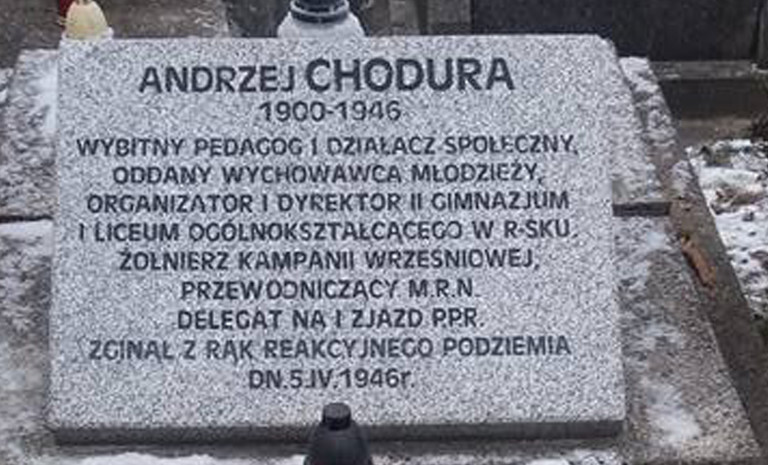 ANDRZEJ CHODURA
1900-1946
WYBITNY PEDAGOG I DZIAŁACZ SPOŁECZNY,
ODDANY WYCHOWAWCA MŁODZIEŻY,
ORGANIZATOR I DYREKTOR II GIMNAZJUM
I LICEUM OGÓLNOKSZTAŁCĄCEGO W R-SKU.
ŻOŁNIERZ KAMPANII WRZEŚNIOWEJ,
PRZEWODNICZĄCY M.R.N.
DELEGAT NA I ZJAZD P.P.R.
ZGINĄŁ Z RĄK REAKCYJNEGO PODZIEMIA
DN.5.IV.1946r.